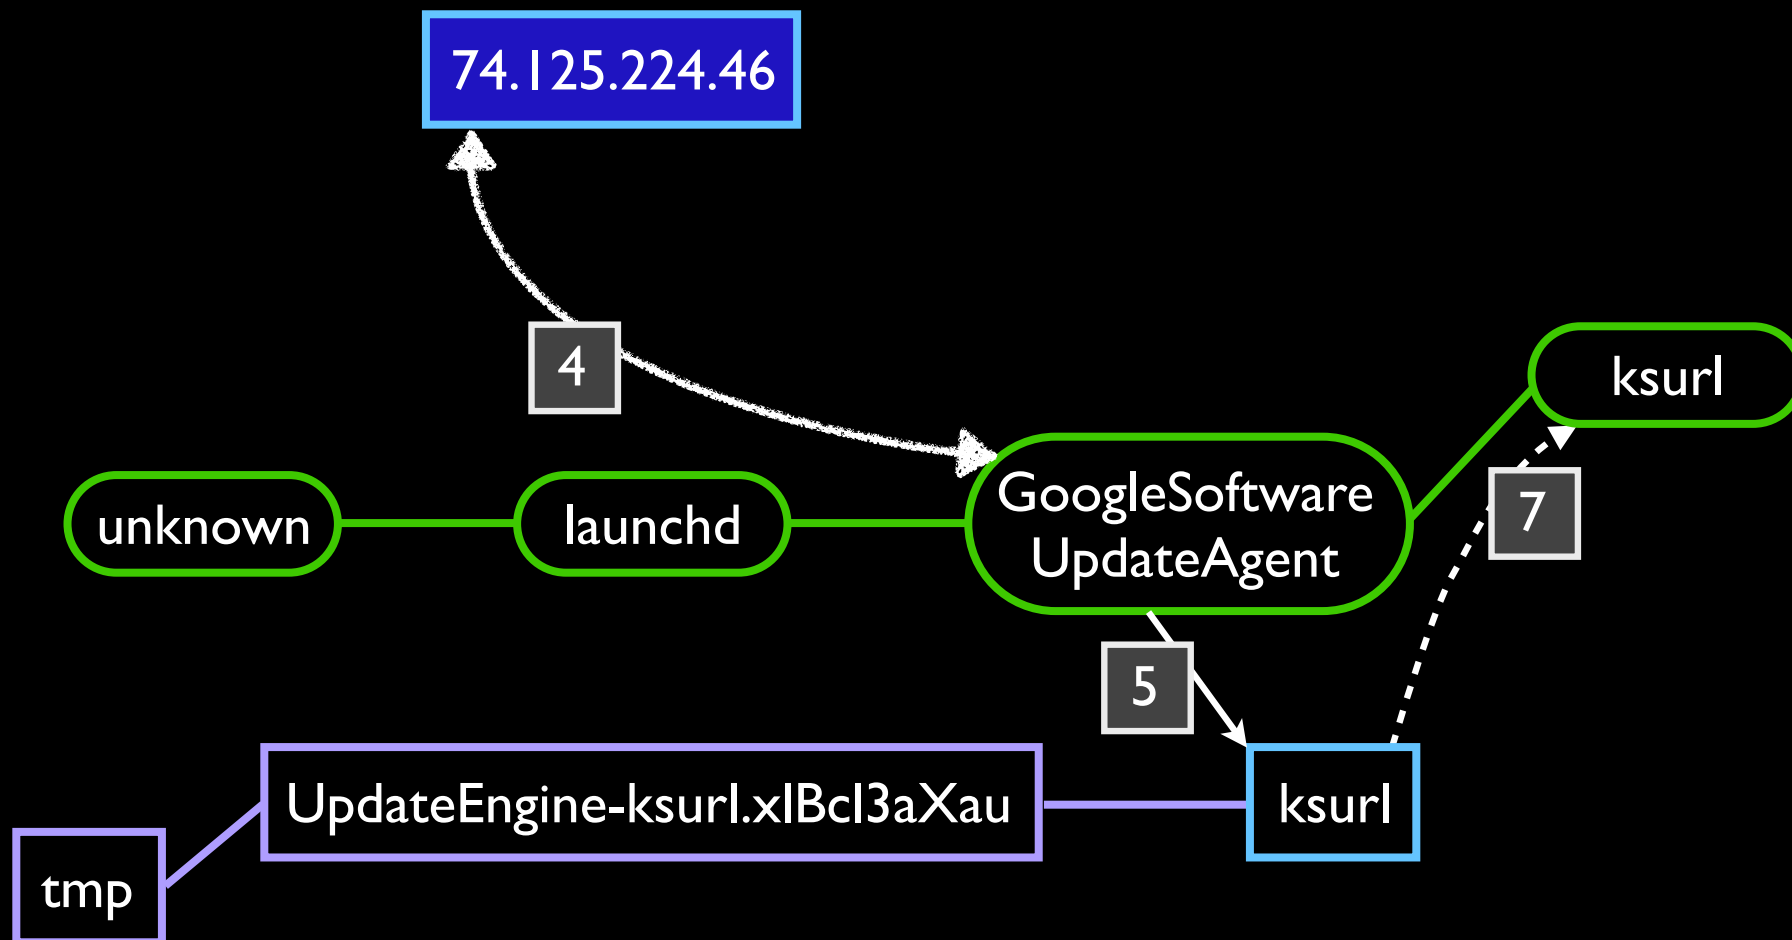 74.125.224.46
4
ksurl
unknown
launchd
GoogleSoftware
UpdateAgent
7
5
UpdateEngine-ksurl.xlBcl3aXau
ksurl
tmp